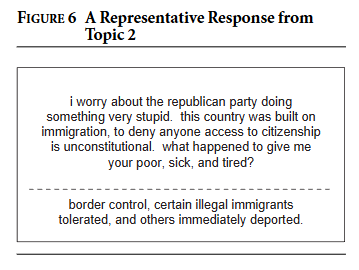 FIGURE 6 A Representative Response from
Topic 2
i worry about the republican party doing
something very stupid. this country was built on
immigration, to deny anyone access to citizenship
is unconstitutional. what happened to give me
your poor, sick, and tired?
border control, certain illegal immigrants
tolerated, and others immediately deported.